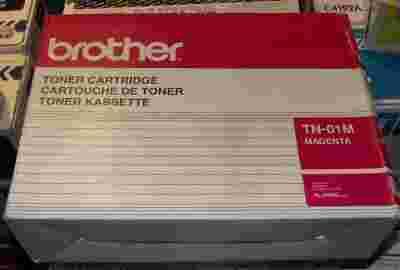 brother
TONER CARTRIDGE
CARTOUCHE DE TONER
TONER KASSETTE
TN-01M
MAGENTA